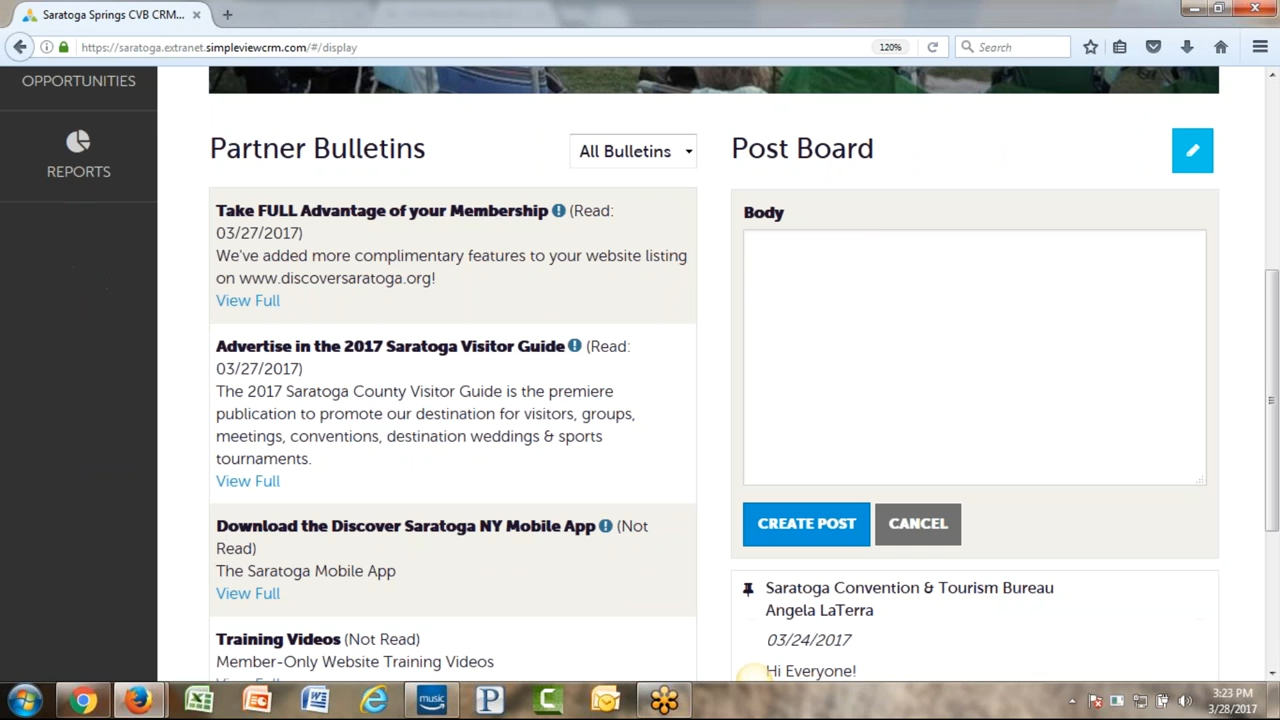 Saratoga Springs CVB CRM...
https://saratoga.extranet.simpleviewcrm.com/#/display
120%
Search
OPPORTUNITIES
REPORTS
Partner Bulletins
All Bulletins
Take FULL Advantage of your Membership (Read:
03/27/2017)
We've added more complimentary features to your website listing
on www.discoversaratoga.org!
View Full
Advertise in the 2017 Saratoga Visitor Guide (Read:
03/27/2017)
The 2017 Saratoga County Visitor Guide is the premiere
publication to promote our destination for visitors, groups,
meetings, conventions, destination weddings & sports
tournaments.
View Full
Download the Discover Saratoga NY Mobile App (Not
Read)
The Saratoga Mobile App
View Full
Training Videos (Not Read)
Member-Only Website Training Videos
View Full
Post Board
Body
CREATE POST
CANCEL
Saratoga Convention & Tourism Bureau
Angela LaTerra
03/24/2017
Hi Everyone!
music
3:23 PM
3/28/2017